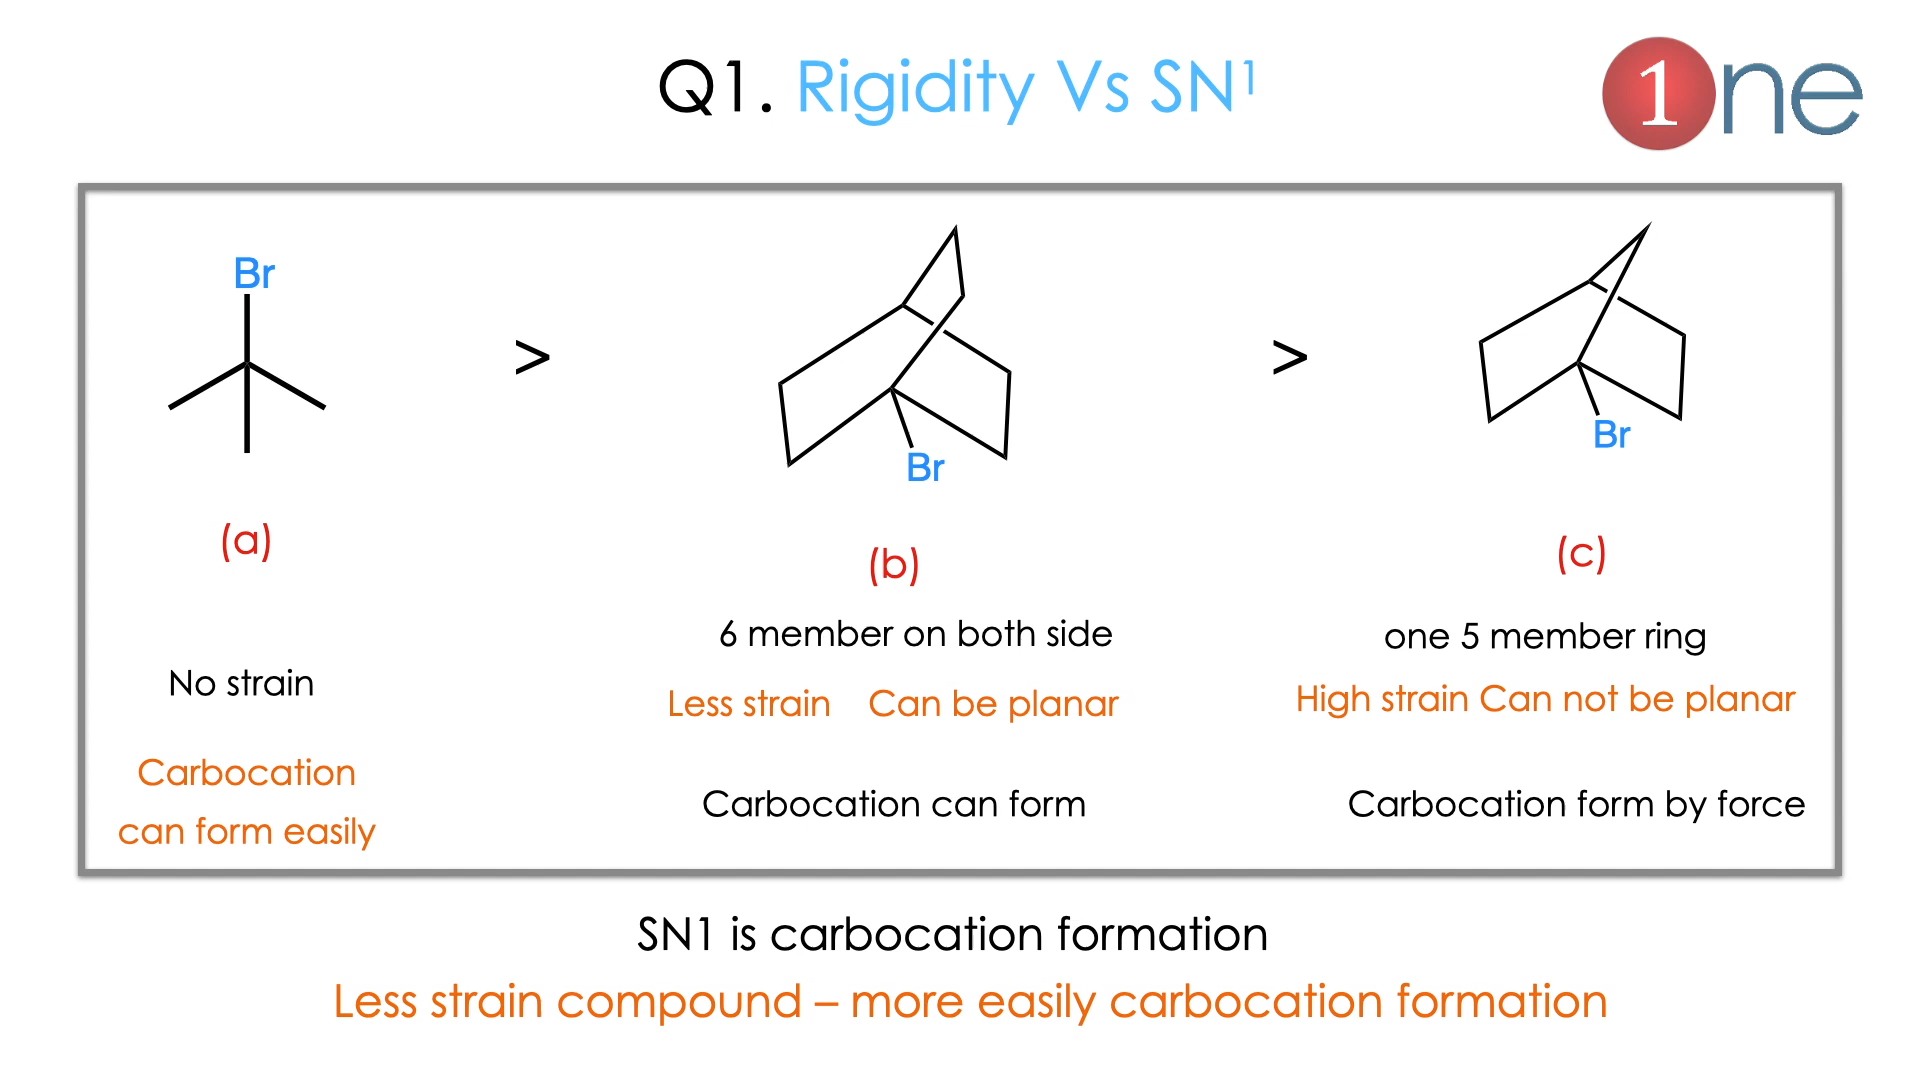 Q1. Rigidity Vs SN¹
1ne
Br
>
Br
>
Br
(a)
(b)
(c)
No strain
Carbocation
can form easily
6 member on both side
Less strain Can be planar
Carbocation can form
one 5 member ring
High strain Can not be planar
Carbocation form by force
SN1 is carbocation formation
Less strain compound – more easily carbocation formation